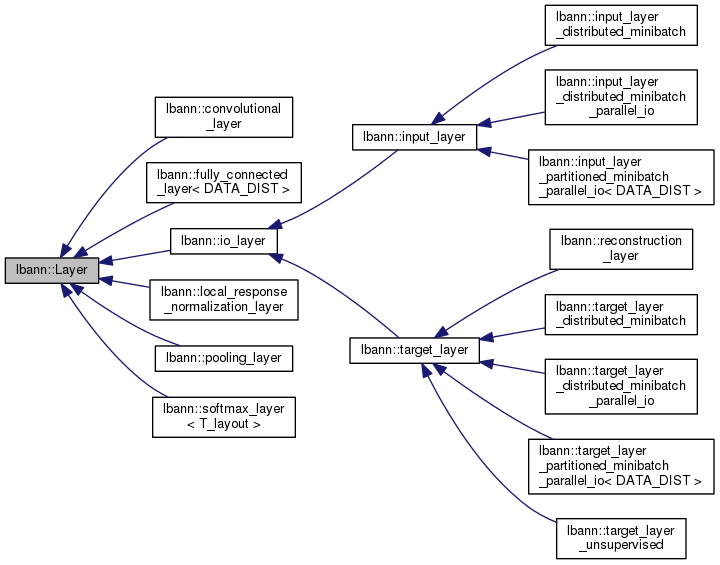 lbann::Layer
lbann::convolutional
_layer
lbann::fully_connected
_layer< DATA_DIST >
lbann::io_layer
lbann::local_response
_normalization_layer
lbann::pooling_layer
lbann::softmax_layer
< T_layout >
lbann::input_layer
lbann::target_layer
lbann::input_layer
_distributed_minibatch
lbann::input_layer
_distributed_minibatch
_parallel_io
lbann::input_layer
_partitioned_minibatch
_parallel_io< DATA_DIST >
lbann::reconstruction
_layer
lbann::target_layer
_distributed_minibatch
lbann::target_layer
_distributed_minibatch
_parallel_io
lbann::target_layer
_partitioned_minibatch
_parallel_io< DATA_DIST >
lbann::target_layer
_unsupervised